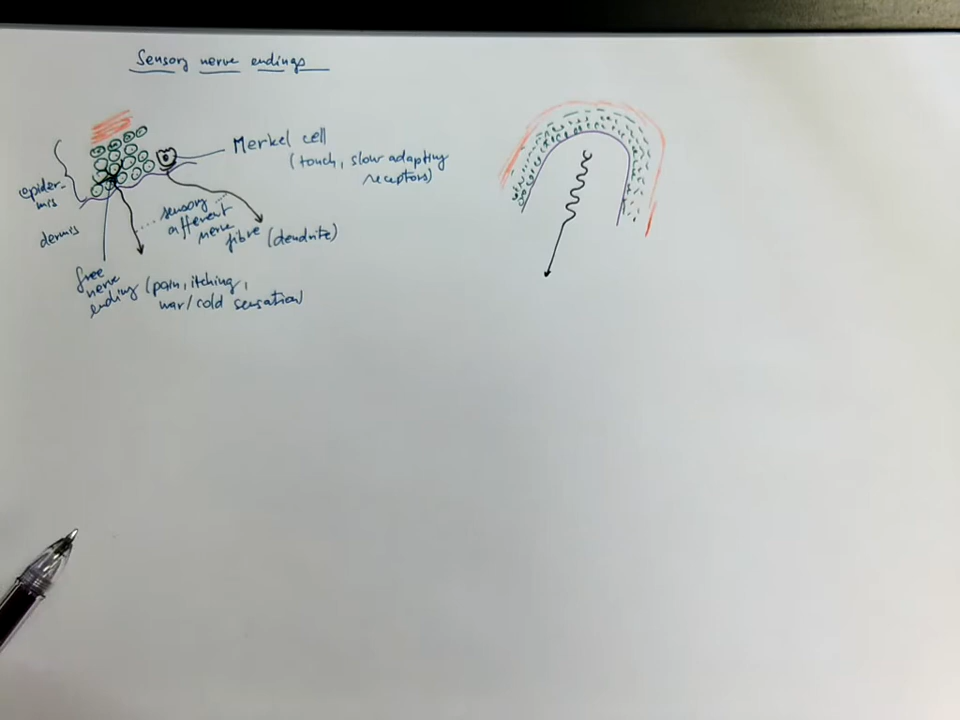 Sensory nerve endings
Merkel cell
(touch, slow adapting
receptors)
epider-
mis
dermis
sensory
afferent
nerve
fibre (dendrite)
free
nerve
ending (pain, itching,
war/cold sensation)